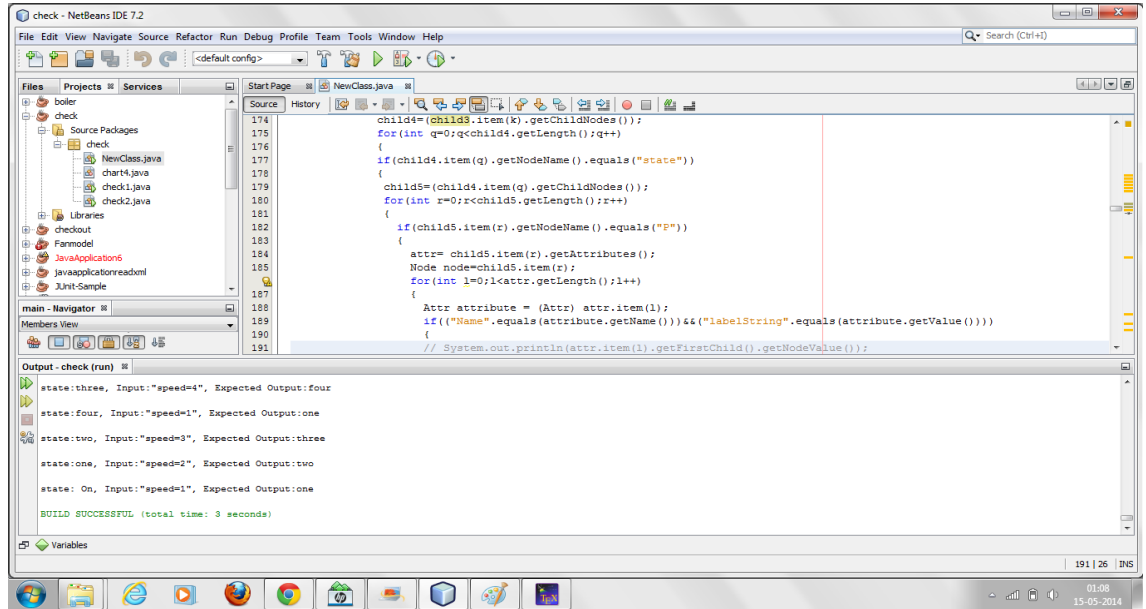 check - NetBeans IDE 7.2
File Edit View Navigate Source Refactor Run Debug Profile Team Tools Window Help
Search (Ctrl+I)
<default config>
Files Projects Services
Start Page NewClass.java
Source History
boiler
check
Source Packages
check
NewClass.java
chart4.java
check1.java
check2.java
Libraries
checkout
Fanmodel
JavaApplication6
javaapplicationreadxml
JUnit-Sample
main - Navigator
Members View
174 child4=(child3.item(k).getChildNodes());
175 for(int q=0;q<child4.getLength();q++)
176 {
177 if(child4.item(q).getNodeName().equals("state"))
178 {
179 child5=(child4.item(q).getChildNodes());
180 for(int r=0;r<child5.getLength();r++)
181 {
182 if(child5.item(r).getNodeName().equals("P"))
183 {
184 attr= child5.item(r).getAttributes();
185 Node node=child5.item(r);
for(int l=0;l<attr.getLength();l++)
187 {
188 Attr attribute = (Attr) attr.item(l);
189 if(("Name".equals(attribute.getName()))&&("labelString".equals(attribute.getValue())))
190 {
191 // System.out.println(attr.item(l).getFirstChild().getNodeValue());
Output - check (run)
state:three, Input:"speed=4", Expected Output:four
state:four, Input:"speed=1", Expected Output:one
state:two, Input:"speed=3", Expected Output:three
state:one, Input:"speed=2", Expected Output:two
state: On, Input:"speed=1", Expected Output:one
BUILD SUCCESSFUL (total time: 3 seconds)
Variables
191 | 26 INS
hp
TEX
01:08
15-05-2014